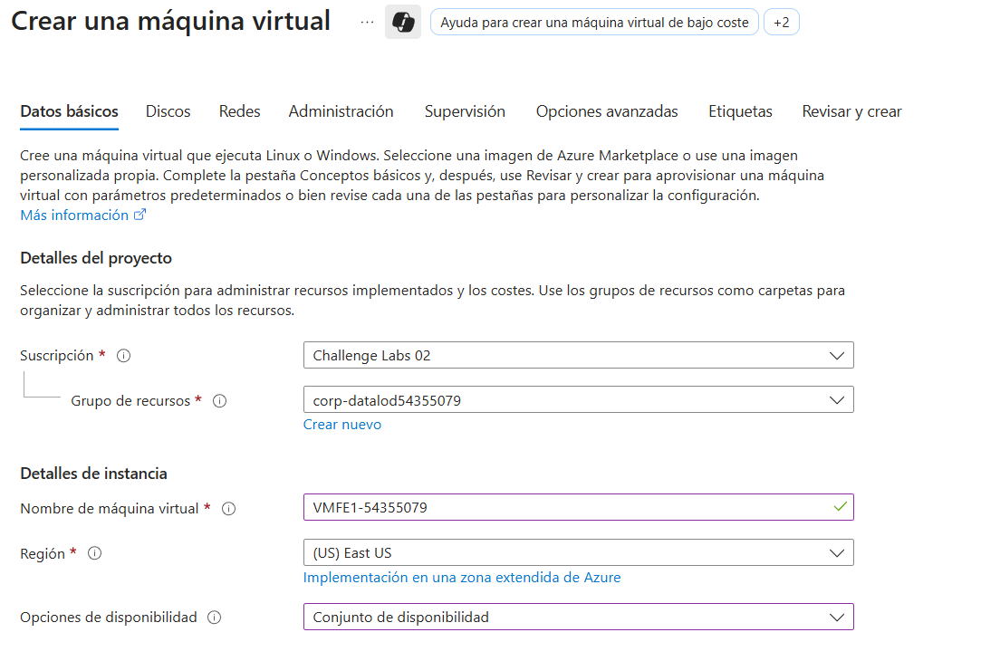 Crear una máquina virtual ... Ayuda para crear una máquina virtual de bajo coste +2
Datos básicos Discos Redes Administración Supervisión Opciones avanzadas Etiquetas Revisar y crear
Cree una máquina virtual que ejecuta Linux o Windows. Seleccione una imagen de Azure Marketplace o use una imagen
personalizada propia. Complete la pestaña Conceptos básicos y, después, use Revisar y crear para aprovisionar una máquina
virtual con parámetros predeterminados o bien revise cada una de las pestañas para personalizar la configuración.
Más información
Detalles del proyecto
Seleccione la suscripción para administrar recursos implementados y los costes. Use los grupos de recursos como carpetas para
organizar y administrar todos los recursos.
Suscripción * Challenge Labs 02
Grupo de recursos * corp-datalod54355079
Crear nuevo
Detalles de instancia
Nombre de máquina virtual * VMFE1-54355079
Región * (US) East US
Implementación en una zona extendida de Azure
Opciones de disponibilidad Conjunto de disponibilidad